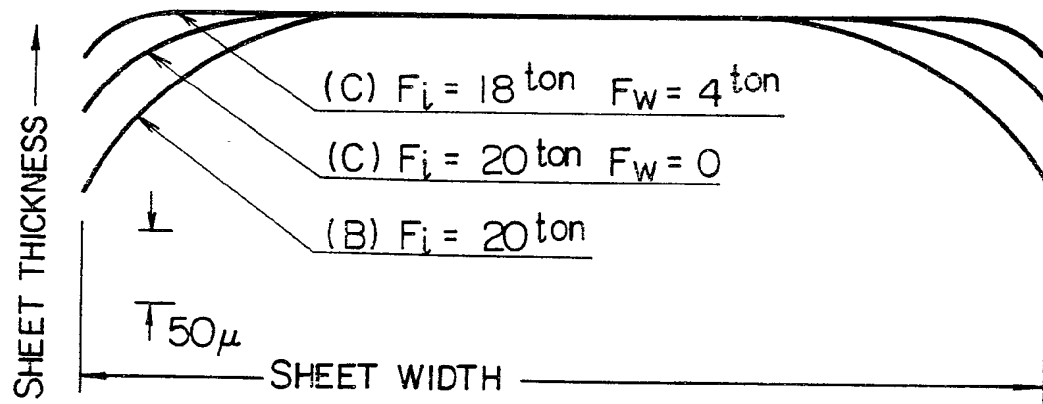 (C) Fi = 18 ton Fw = 4 ton
(C) Fi = 20 ton Fw = 0
(B) Fi = 20 ton
50μ
SHEET THICKNESS
SHEET WIDTH